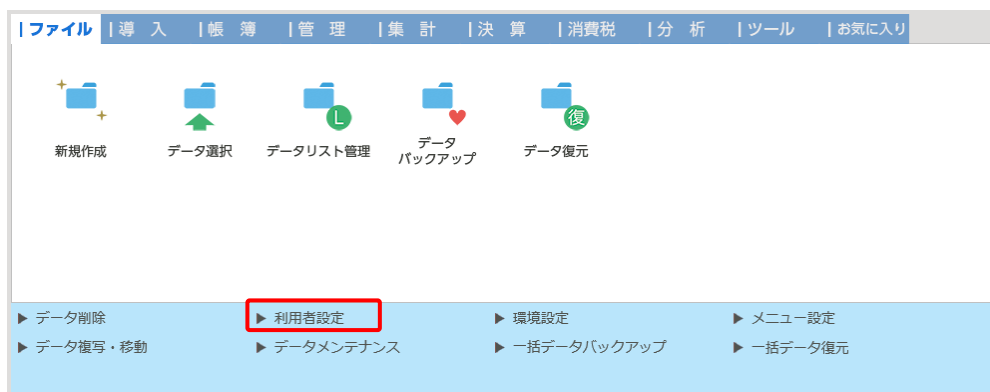 |ファイル |導 入 |帳 簿 |管 理 |集 計 |決 算 |消費税 |分 析 |ツール |お気に入り
L 復
新規作成 データ選択 データリスト管理 データ データ復元
バックアップ
▶ データ削除 ▶ 利用者設定 ▶ 環境設定 ▶ メニュー設定
▶ データ複写・移動 ▶ データメンテナンス ▶ 一括データバックアップ ▶ 一括データ復元